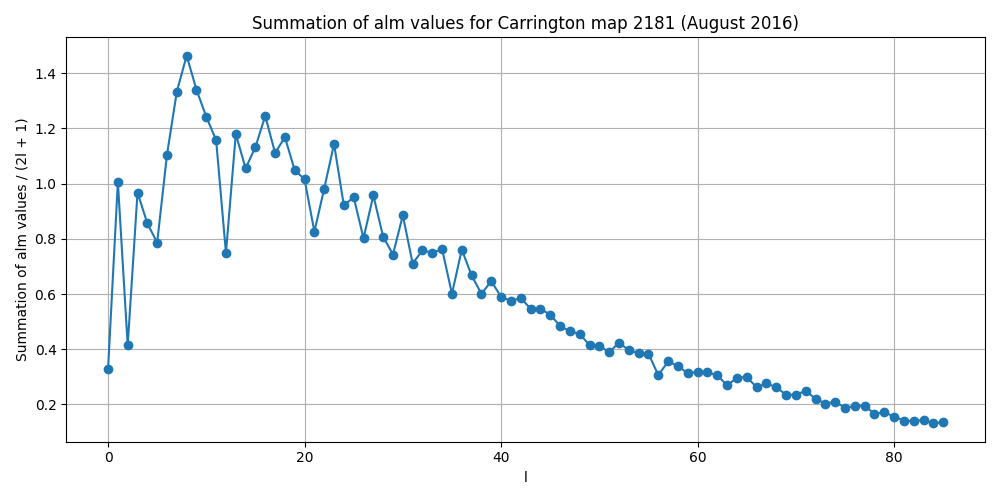 Summation of alm values for Carrington map 2181 (August 2016)
Summation of alm values / (2l + 1)
1.4
1.2
1.0
0.8
0.6
0.4
0.2
0 20 40 60 80
l